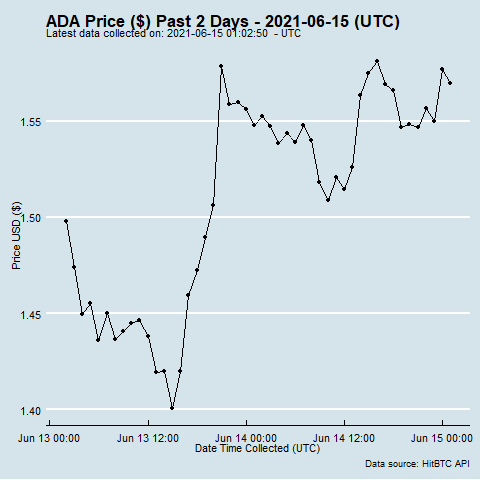 ADA Price ($) Past 2 Days - 2021-06-15 (UTC)
Latest data collected on: 2021-06-15 01:02:50 - UTC
1.55
1.50
1.45
1.40
Price USD ($)
Jun 13 00:00 Jun 13 12:00 Jun 14 00:00 Jun 14 12:00 Jun 15 00:00
Date Time Collected (UTC)
Data source: HitBTC API